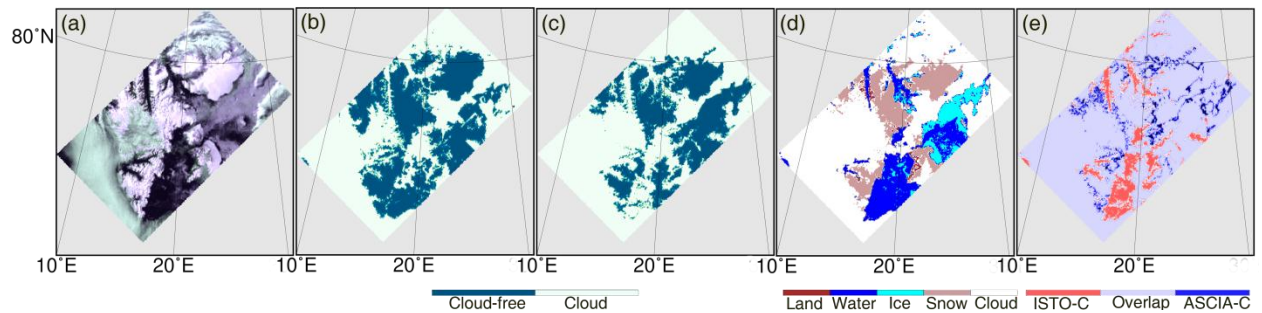 (a) (b) (c) (d) (e)
80°N
10°E 20°E 10°E 20°E 10°E 20°E 10°E 20°E 10°E 20°E 10°E
Cloud-free Cloud Land Water Ice Snow Cloud ISTO-C Overlap ASCIA-C